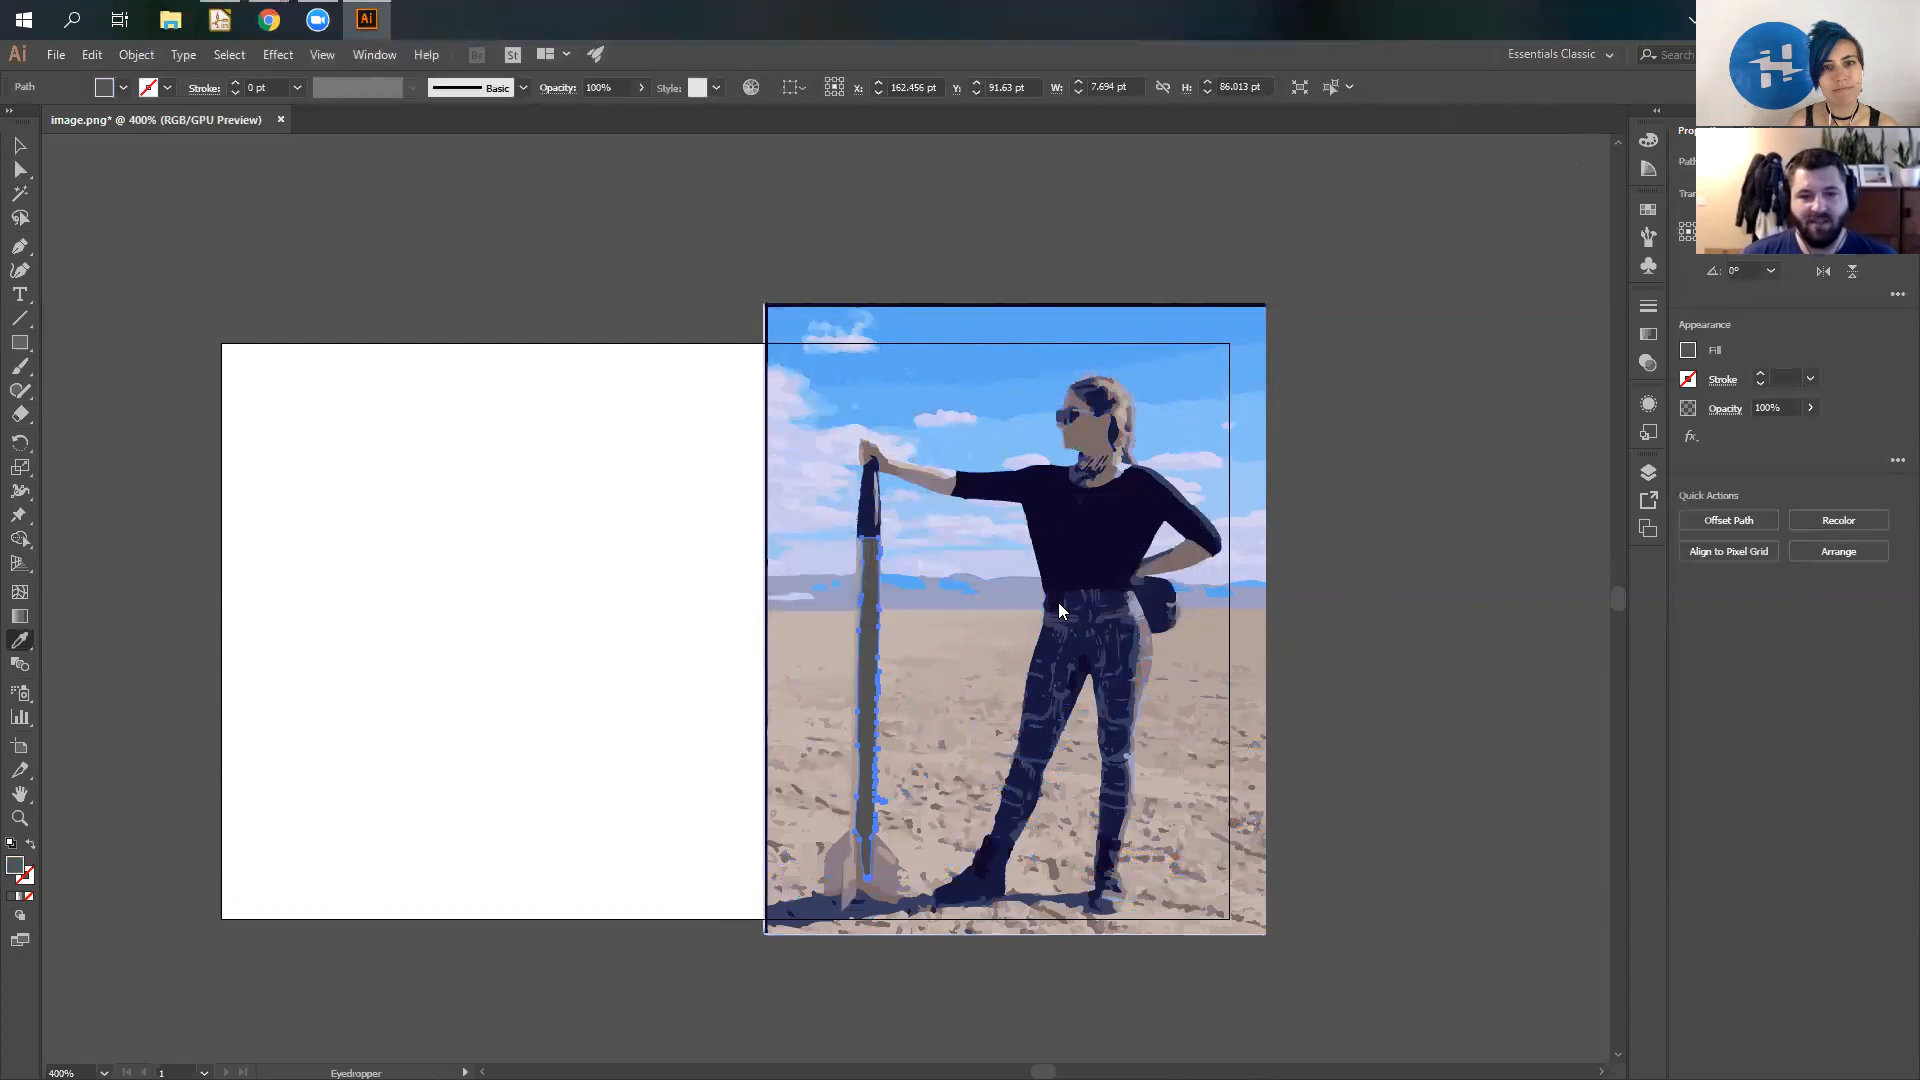 Ai File Edit Object Type Select Effect View Window Help Br St Essentials Classic Search
Path Stroke: 0 pt Basic Opacity: 100% Style: X: 162.456 pt Y: 91.63 pt W: 7.694 pt H: 86.013 pt
image.png* @ 400% (RGB/GPU Preview)
0°
Appearance
Fill
Stroke
Opacity 100%
fx.
Quick Actions
Offset Path Recolor
Align to Pixel Grid Arrange
400% 1 Eyedropper